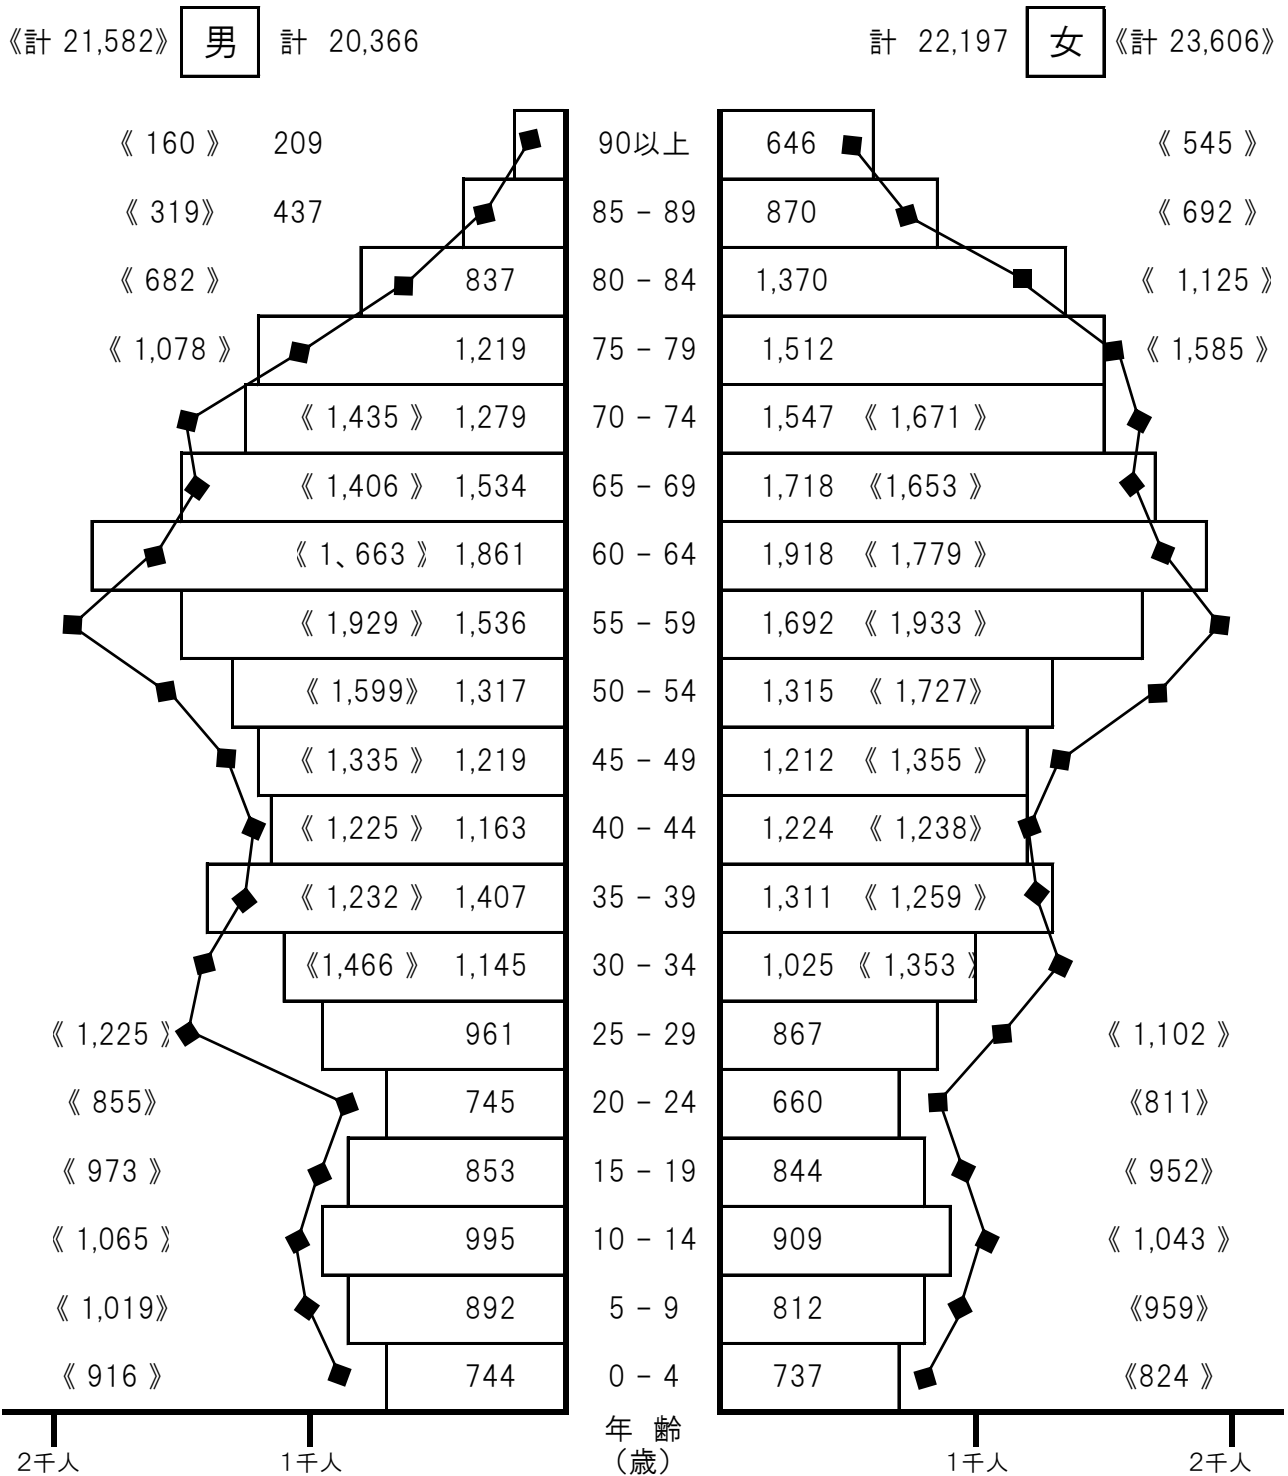 《計 21,582》 男 計 20,366 計 22,197 女 《計 23,606》
《 160 》 209 90以上 646 《 545 》
《 319》 437 85 － 89 870 《 692 》
《 682 》 837 80 － 84 1,370 《 1,125 》
《 1,078 》 1,219 75 － 79 1,512 《 1,585 》
《 1,435 》 1,279 70 － 74 1,547 《 1,671 》
《 1,406 》 1,534 65 － 69 1,718 《1,653 》
《 1、663 》 1,861 60 － 64 1,918 《 1,779 》
《 1,929 》 1,536 55 － 59 1,692 《 1,933 》
《 1,599》 1,317 50 － 54 1,315 《 1,727》
《 1,335 》 1,219 45 － 49 1,212 《 1,355 》
《 1,225 》 1,163 40 － 44 1,224 《 1,238》
《 1,232 》 1,407 35 － 39 1,311 《 1,259 》
《1,466 》 1,145 30 － 34 1,025 《 1,353 》
《 1,225 》 961 25 － 29 867 《 1,102 》
《 855》 745 20 － 24 660 《811》
《 973 》 853 15 － 19 844 《 952》
《 1,065 》 995 10 － 14 909 《 1,043 》
《 1,019》 892 5 － 9 812 《959》
《 916 》 744 0 － 4 737 《824 》
年 齢
2千人 1千人 （歳） 1千人 2千人